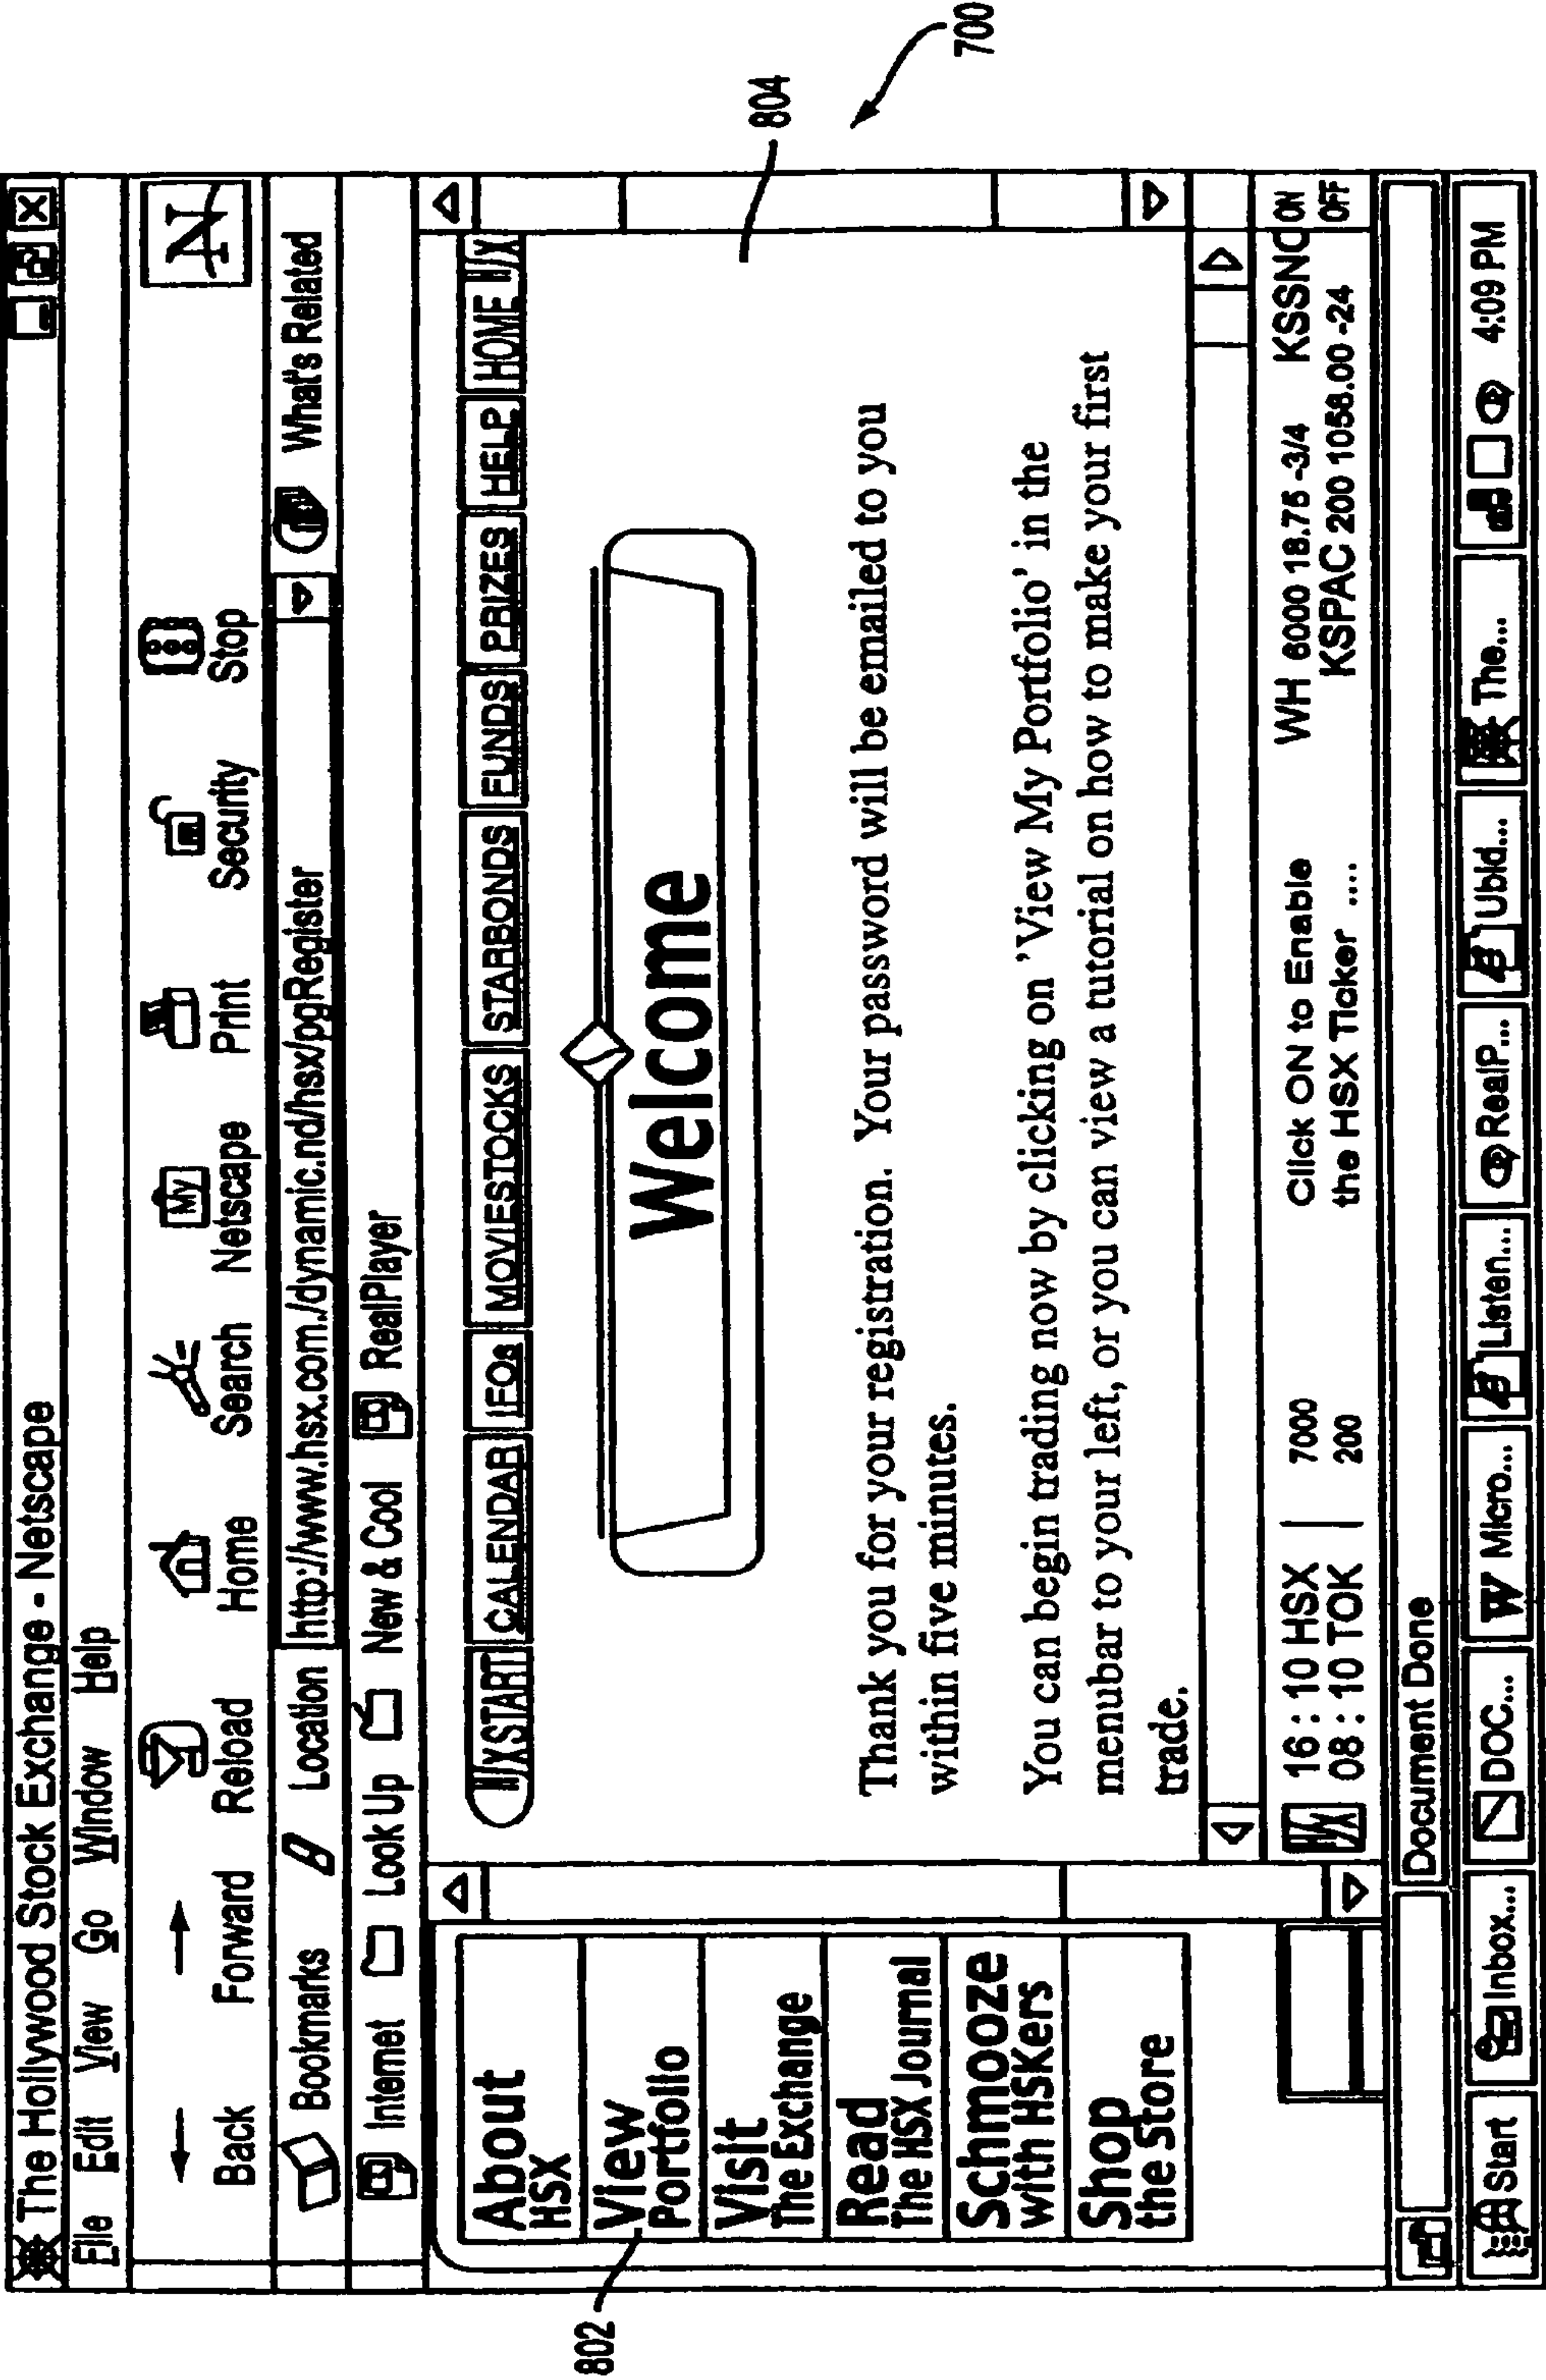 The Hollywood Stock Exchange - Netscape
File Edit View Go Window Help
Back Forward Reload Home Search Netscape Print Security Stop
My
N
Bookmarks Location http://www.hsx.com./dynamic.nd/hsx/pgRegister What's Related
Internet Look Up New & Cool RealPlayer
About
HSX
View
Portfolio
Visit
The Exchange
Read
The HSX Journal
Schmooze
with HSKers
Shop
the Store
H/X START CALENDAR IFOs MOVIESTOCKS STARBONDS FUNDS PRIZES HELP HOME H/X
Welcome
Thank you for your registration. Your password will be emailed to you
within five minutes.
You can begin trading now by clicking on 'View My Portfolio' in the
menubar to your left, or you can view a tutorial on how to make your first
trade.
H/X 16 : 10 HSX | 7000 Click ON to Enable WH 6000 18.75 -3/4 KSSNO ON
08 : 10 TOK | 200 the HSX Ticker .... KSPAC 200 1058.00 -24 OFF
Document Done
Start Inbox... DOC... W Micro... Listen... RealP... Ubid... The... 4:09 PM
802
804
700